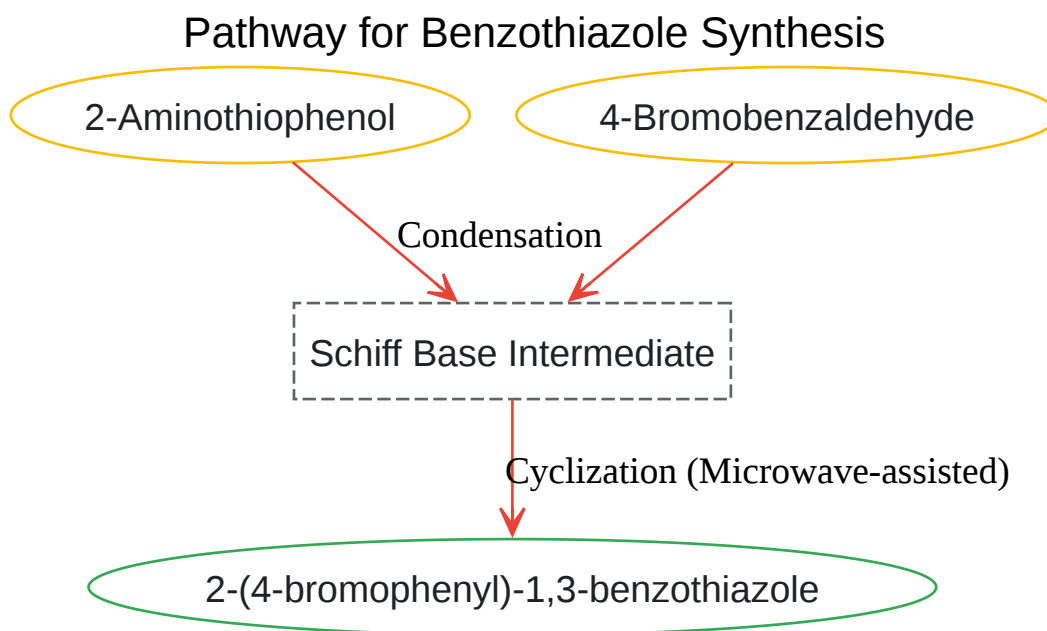 Pathway for Benzothiazole Synthesis
2-Aminothiophenol
4-Bromobenzaldehyde
Condensation
Schiff Base Intermediate
Cyclization (Microwave-assisted)
2-(4-bromophenyl)-1,3-benzothiazole